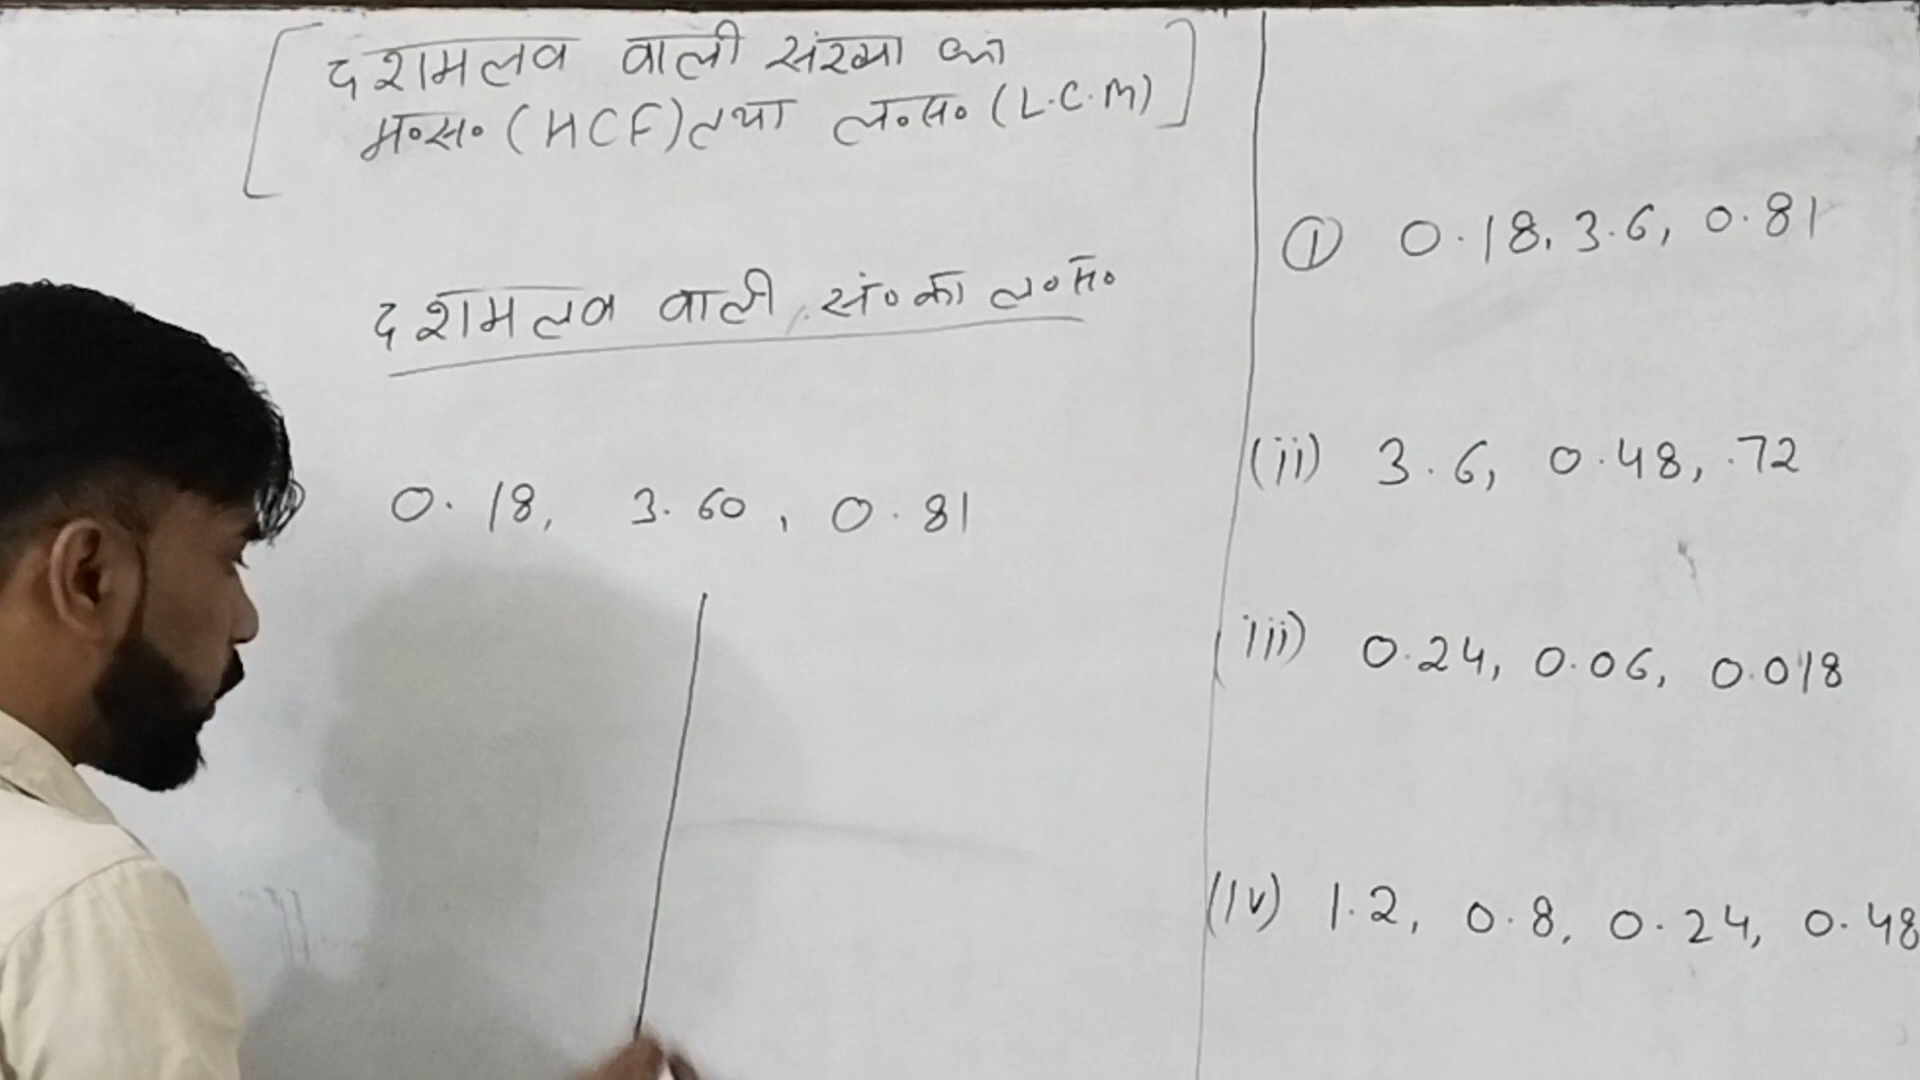 [ दशमलव वाली संख्या का
म०स० (HCF) तथा ल०स० (L.C.M) ]
दशमलव वाली सं० का ल०स०
0.18, 3.60, 0.81
① 0.18, 3.6, 0.81
(ii) 3.6, 0.48, .72
iii) 0.24, 0.06, 0.018
(iv) 1.2, 0.8, 0.24, 0.48